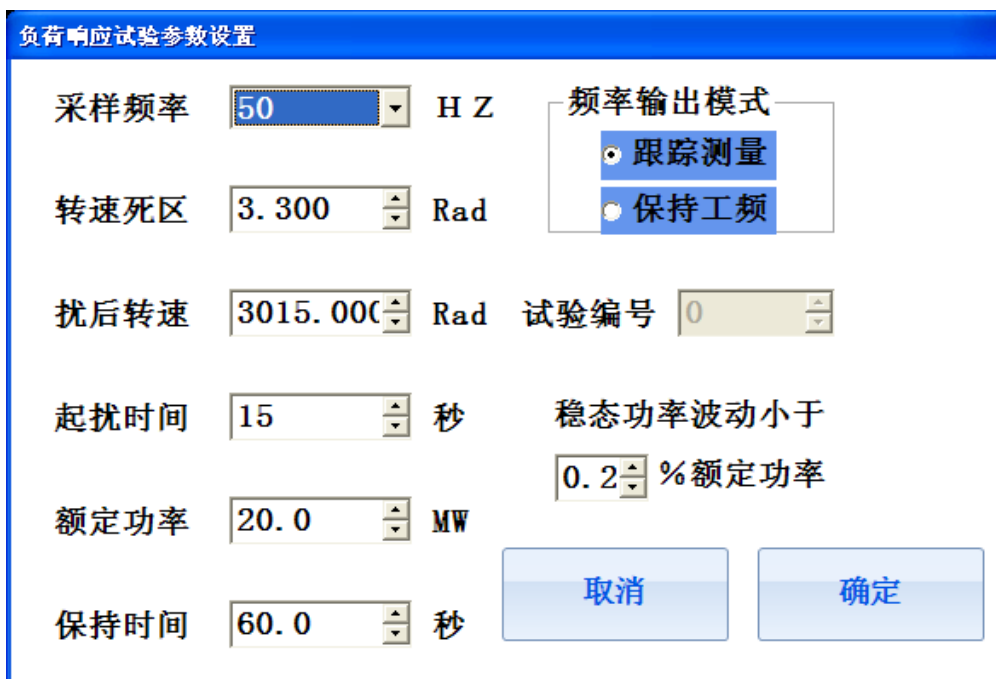 负荷响应试验参数设置
采样频率 50 HZ
频率输出模式
跟踪测量
保持工频
转速死区 3.300 Rad
扰后转速 3015.000 Rad
试验编号 0
起扰时间 15 秒
稳态功率波动小于
0.2 %额定功率
额定功率 20.0 MW
保持时间 60.0 秒
取消
确定